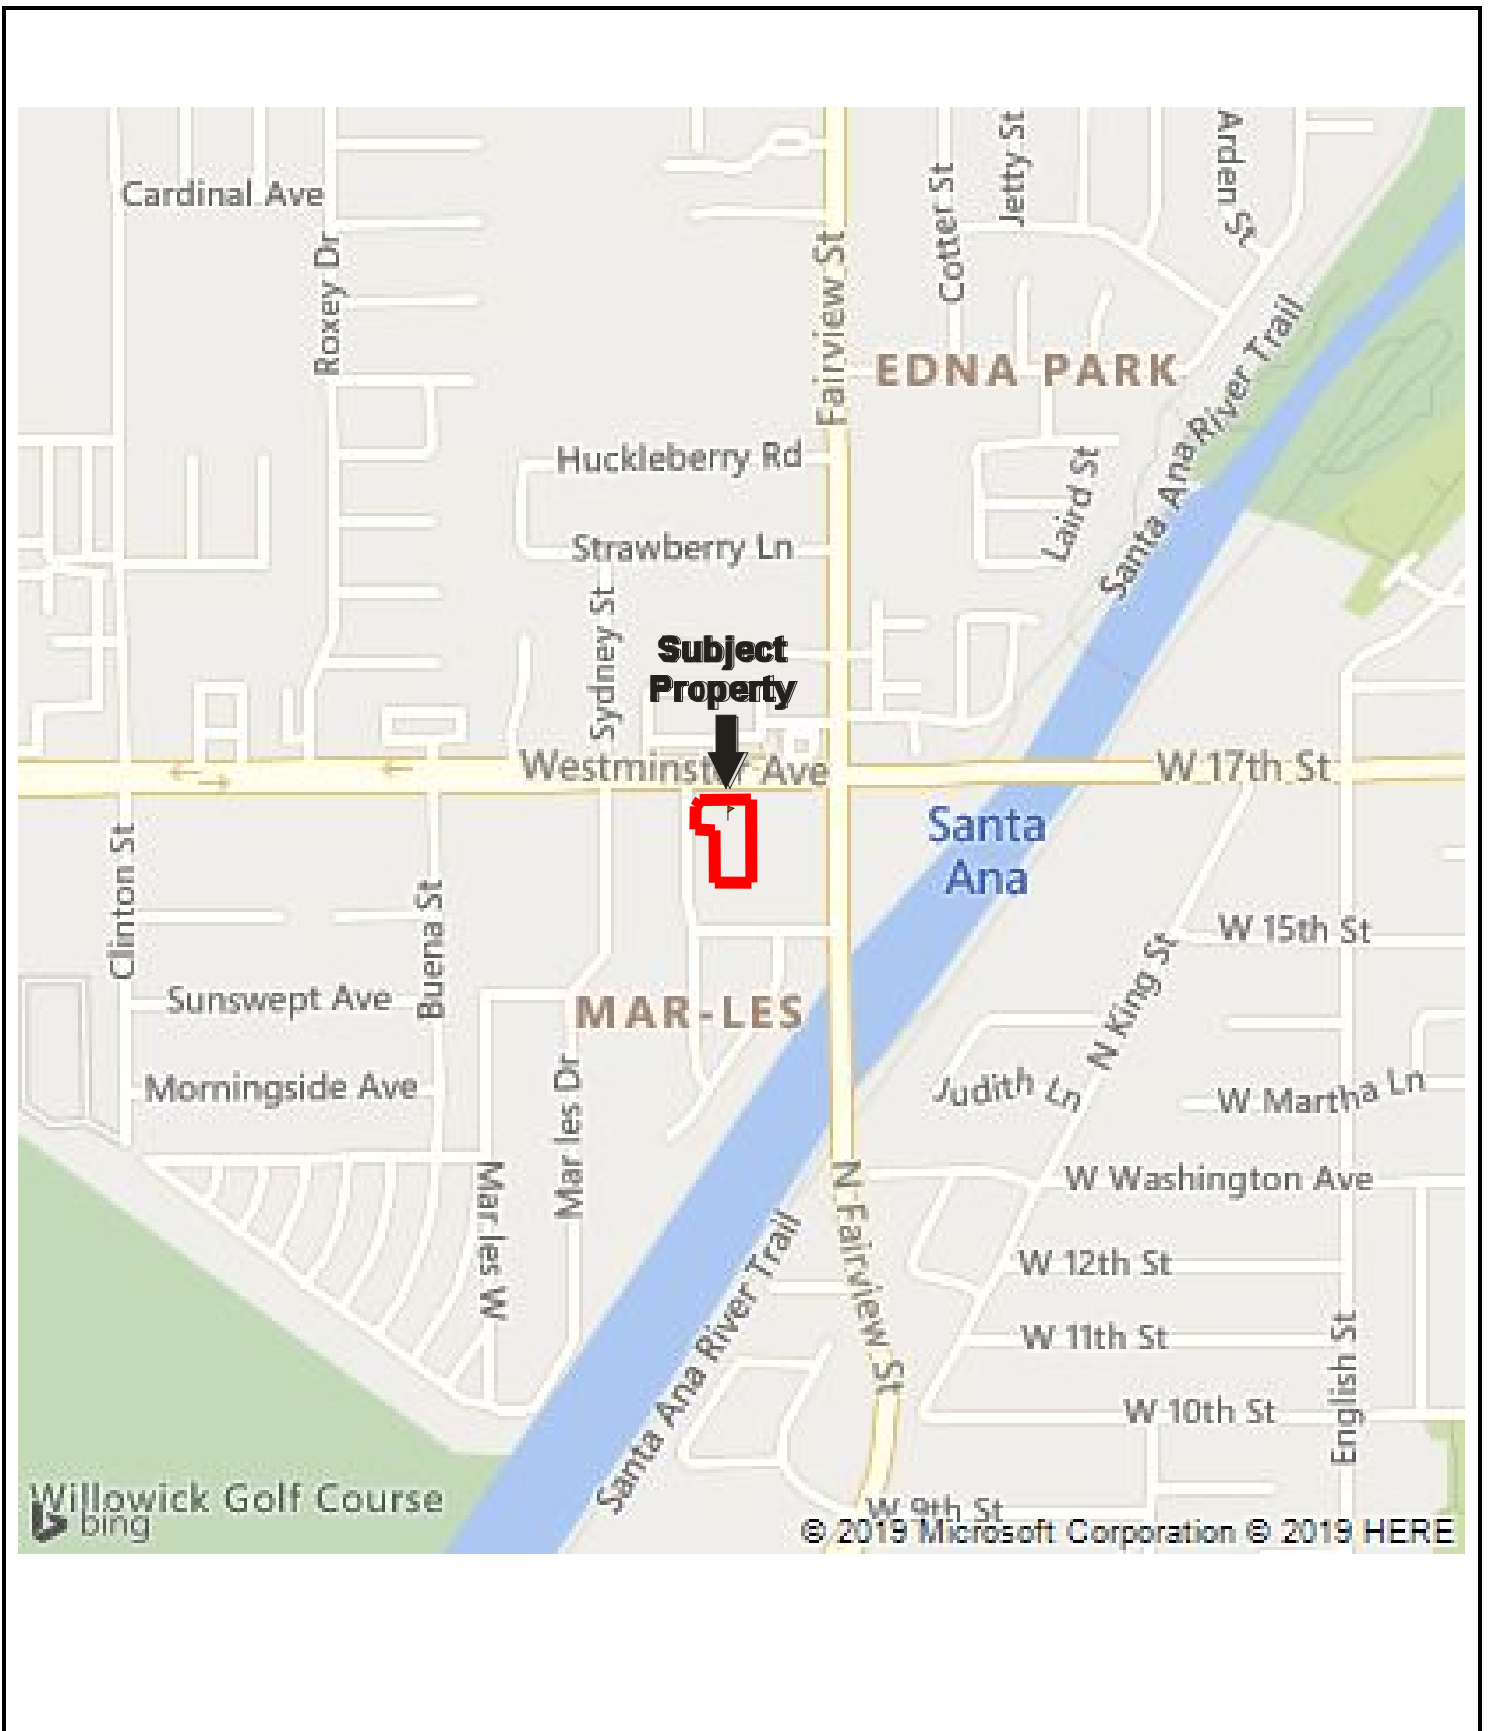 Cardinal Ave
Roxey Dr
Fairview St
Cotter St
Jetty St
Arden St
EDNA PARK
Santa Ana River Trail
Huckleberry Rd
Laird St
Strawberry Ln
Sydney St
Subject
Property
Westminster Ave
W 17th St
Santa
Ana
Clinton St
Buena St
W 15th St
N King St
Sunswept Ave
MAR-LES
Morningside Ave
Mar les Dr
Judith Ln
W Martha Ln
Mar les W
N Fairview St
W Washington Ave
Santa Ana River Trail
W 12th St
W 11th St
English St
W 10th St
Willowick Golf Course
bing
W 9th St
© 2019 Microsoft Corporation © 2019 HERE